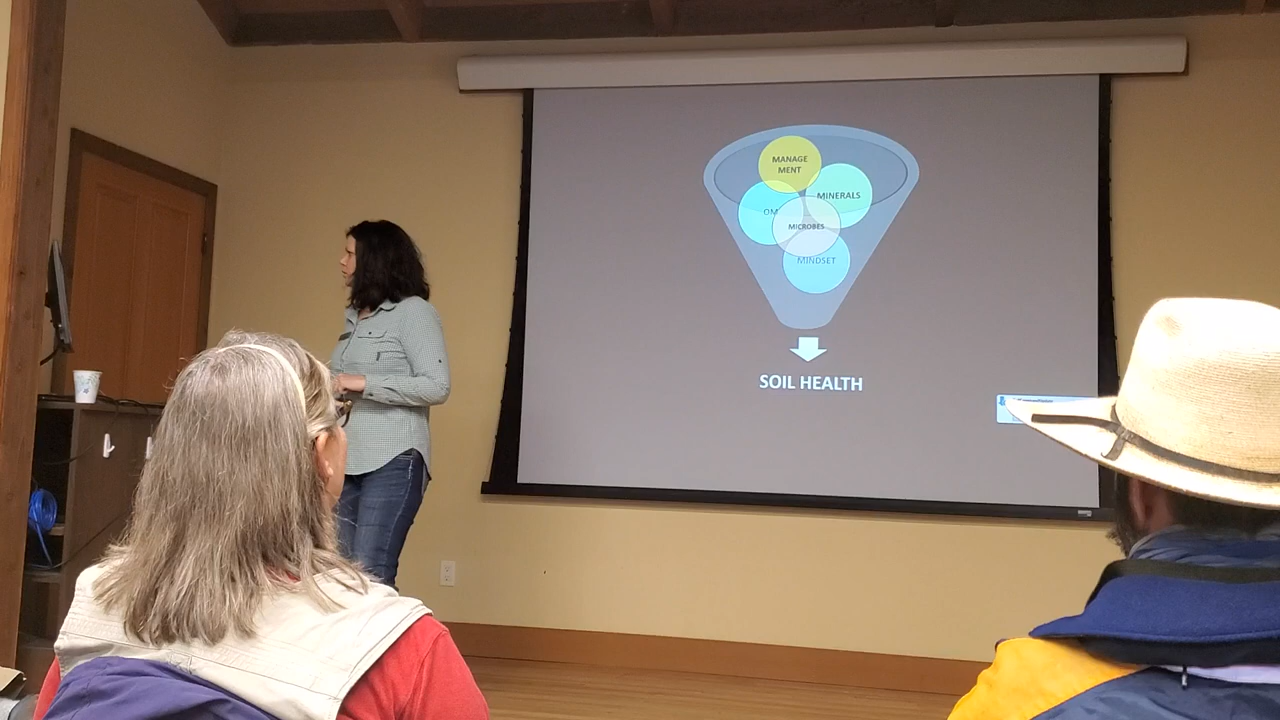 MANAGE
MENT
MINERALS
OM
MICROBES
MINDSET
SOIL HEALTH